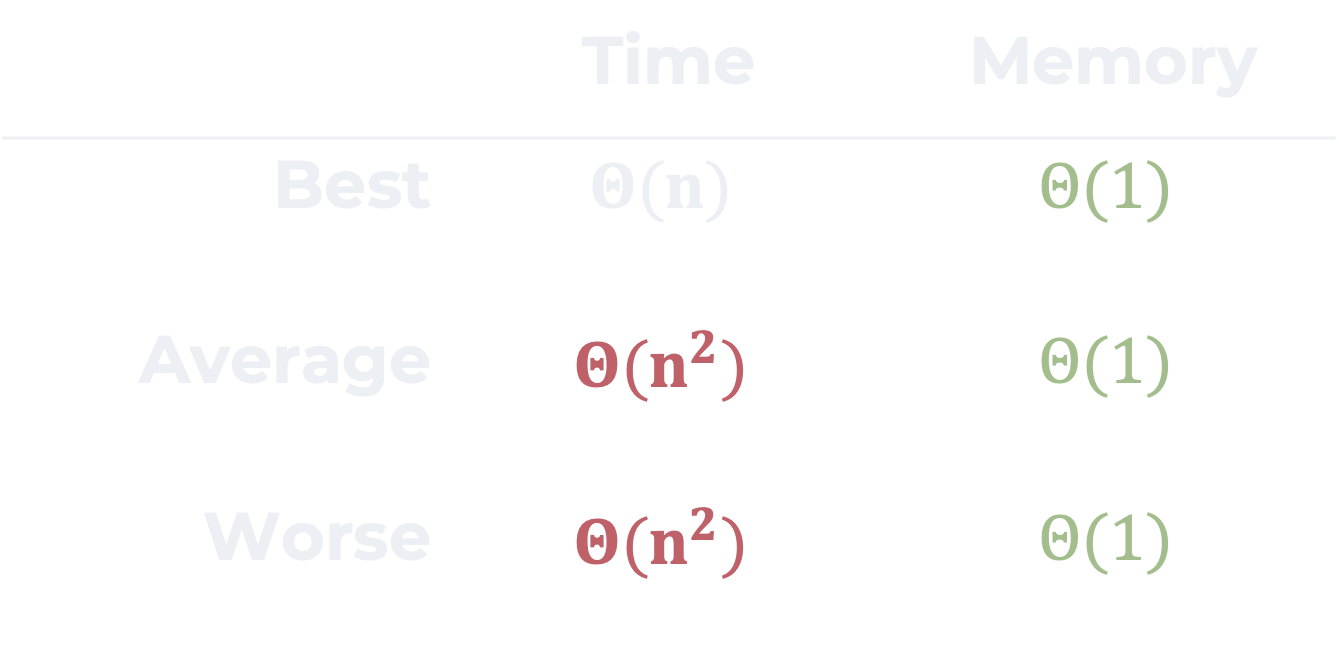 Time Memory
Best Θ(n) Θ(1)
Average Θ(n²) Θ(1)
Worse Θ(n²) Θ(1)